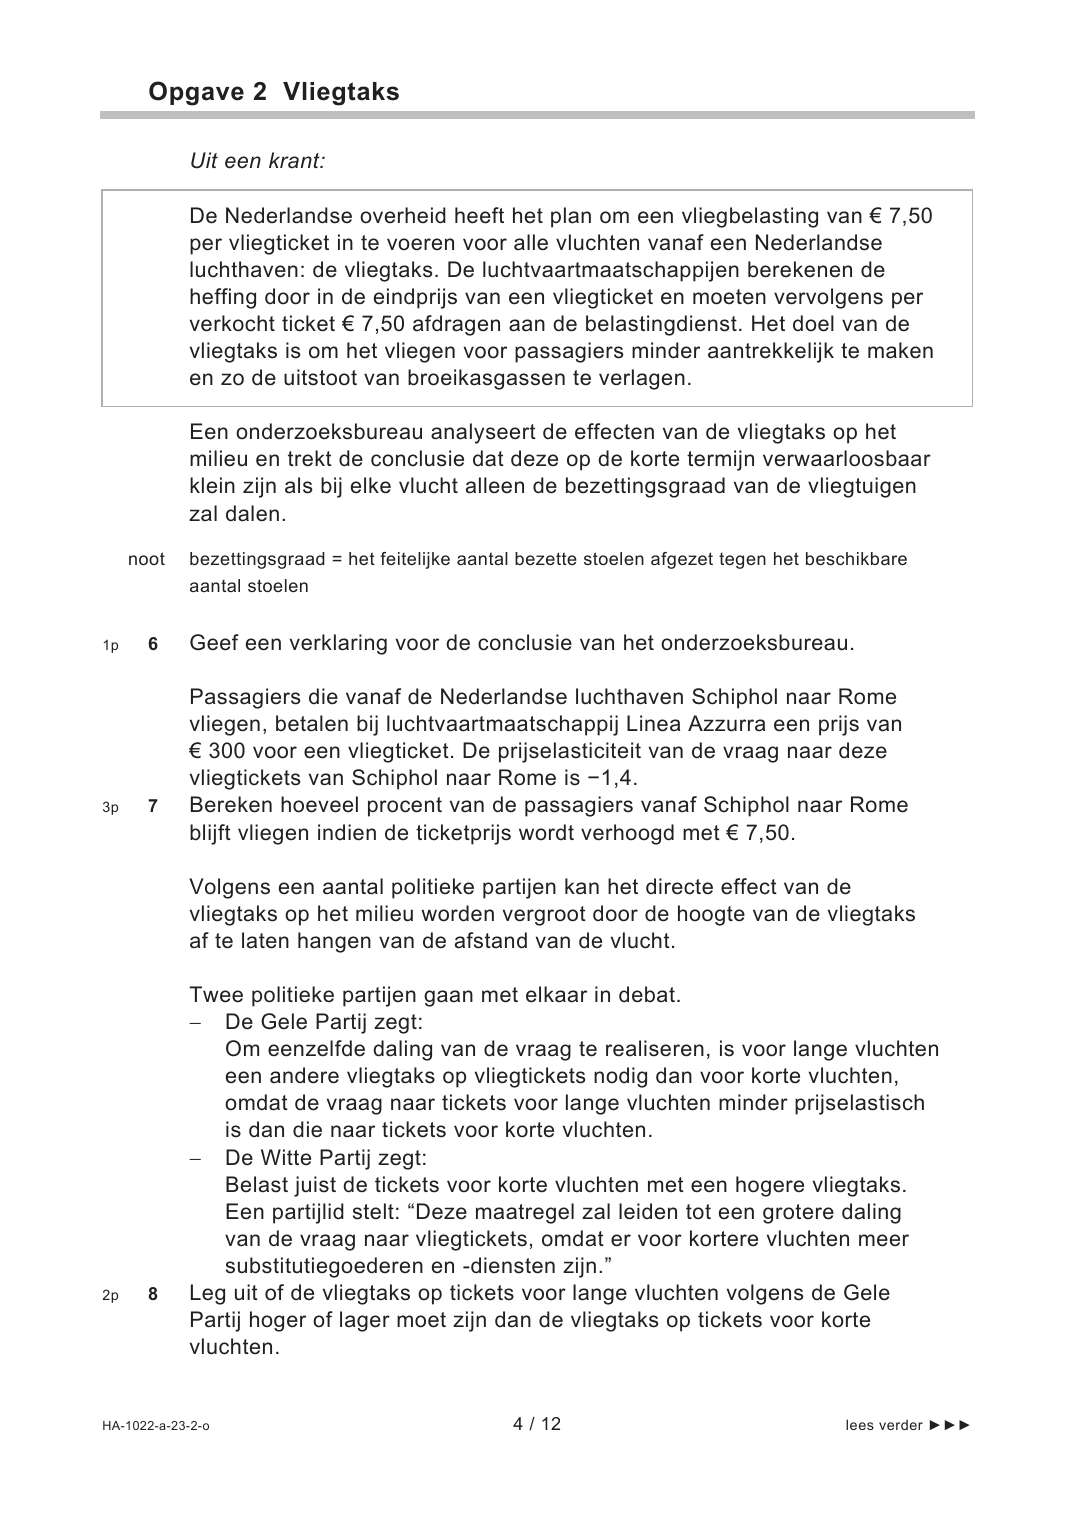 Opgave 2  Vliegtaks
Uit een krant:
De Nederlandse overheid heeft het plan om een vliegbelasting van € 7,50
per vliegticket in te voeren voor alle vluchten vanaf een Nederlandse
luchthaven: de vliegtaks. De luchtvaartmaatschappijen berekenen de
heffing door in de eindprijs van een vliegticket en moeten vervolgens per
verkocht ticket € 7,50 afdragen aan de belastingdienst. Het doel van de
vliegtaks is om het vliegen voor passagiers minder aantrekkelijk te maken
en zo de uitstoot van broeikasgassen te verlagen.
Een onderzoeksbureau analyseert de effecten van de vliegtaks op het
milieu en trekt de conclusie dat deze op de korte termijn verwaarloosbaar
klein zijn als bij elke vlucht alleen de bezettingsgraad van de vliegtuigen
zal dalen.
noot bezettingsgraad = het feitelijke aantal bezette stoelen afgezet tegen het beschikbare
aantal stoelen
1p 6 Geef een verklaring voor de conclusie van het onderzoeksbureau.
Passagiers die vanaf de Nederlandse luchthaven Schiphol naar Rome
vliegen, betalen bij luchtvaartmaatschappij Linea Azzurra een prijs van
€ 300 voor een vliegticket. De prijselasticiteit van de vraag naar deze
vliegtickets van Schiphol naar Rome is −1,4.
3p 7 Bereken hoeveel procent van de passagiers vanaf Schiphol naar Rome
blijft vliegen indien de ticketprijs wordt verhoogd met € 7,50.
Volgens een aantal politieke partijen kan het directe effect van de
vliegtaks op het milieu worden vergroot door de hoogte van de vliegtaks
af te laten hangen van de afstand van de vlucht.
Twee politieke partijen gaan met elkaar in debat.
– De Gele Partij zegt:
Om eenzelfde daling van de vraag te realiseren, is voor lange vluchten
een andere vliegtaks op vliegtickets nodig dan voor korte vluchten,
omdat de vraag naar tickets voor lange vluchten minder prijselastisch
is dan die naar tickets voor korte vluchten.
– De Witte Partij zegt:
Belast juist de tickets voor korte vluchten met een hogere vliegtaks.
Een partijlid stelt: “Deze maatregel zal leiden tot een grotere daling
van de vraag naar vliegtickets, omdat er voor kortere vluchten meer
substitutiegoederen en -diensten zijn.”
2p 8 Leg uit of de vliegtaks op tickets voor lange vluchten volgens de Gele
Partij hoger of lager moet zijn dan de vliegtaks op tickets voor korte
vluchten.
HA-1022-a-23-2-o 4 / 12 lees verder ►►►